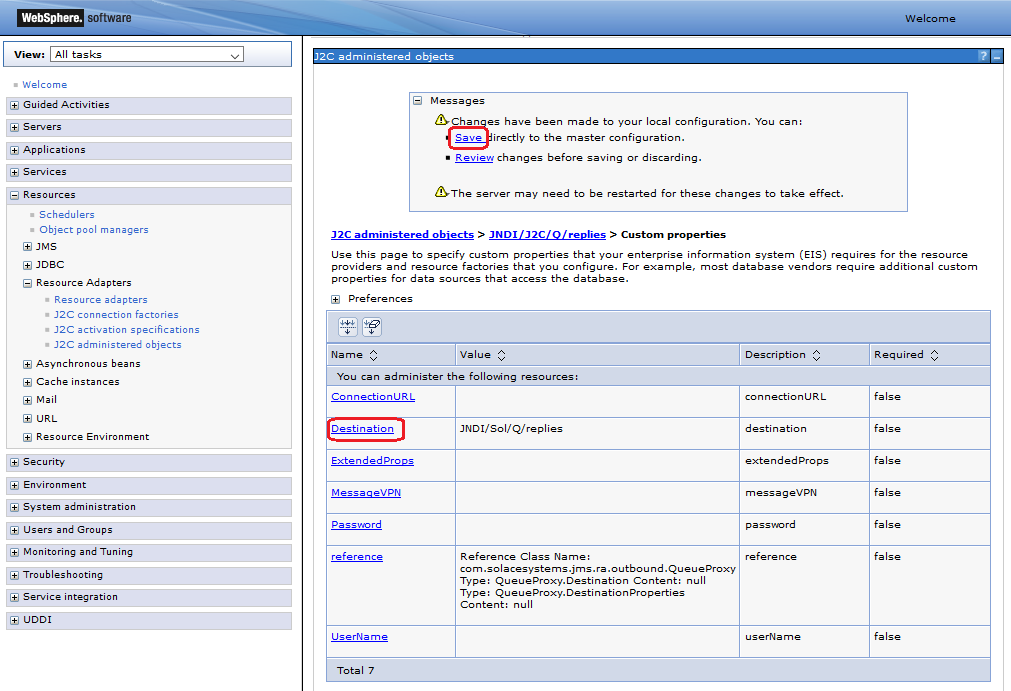 WebSphere. software
Welcome
View: All tasks
Welcome
Guided Activities
Servers
Applications
Services
Resources
Schedulers
Object pool managers
JMS
JDBC
Resource Adapters
Resource adapters
J2C connection factories
J2C activation specifications
J2C administered objects
Asynchronous beans
Cache instances
Mail
URL
Resource Environment
Security
Environment
System administration
Users and Groups
Monitoring and Tuning
Troubleshooting
Service integration
UDDI
J2C administered objects
? -
Messages
Changes have been made to your local configuration. You can:
Save directly to the master configuration.
Review changes before saving or discarding.
The server may need to be restarted for these changes to take effect.
J2C administered objects > JNDI/J2C/Q/replies > Custom properties
Use this page to specify custom properties that your enterprise information system (EIS) requires for the resource
providers and resource factories that you configure. For example, most database vendors require additional custom
properties for data sources that access the database.
Preferences
Name Value Description Required
You can administer the following resources:
ConnectionURL connectionURL false
Destination JNDI/Sol/Q/replies destination false
ExtendedProps extendedProps false
MessageVPN messageVPN false
Password password false
reference Reference Class Name: reference false
com.solacesystems.jms.ra.outbound.QueueProxy
Type: QueueProxy.Destination Content: null
Type: QueueProxy.DestinationProperties
Content: null
UserName userName false
Total 7